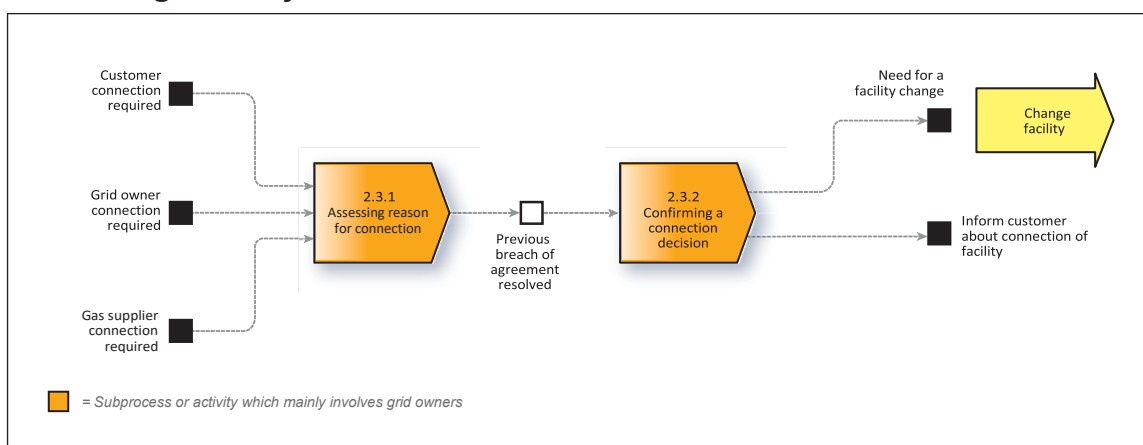 Customer
connection
required
Need for a
facility change
Change
facility
2.3.1
Assessing reason
for connection
2.3.2
Confirming a
connection
decision
Grid owner
connection
required
Previous
breach of
agreement
resolved
Inform customer
about connection of
facility
Gas supplier
connection
required
= Subprocess or activity which mainly involves grid owners